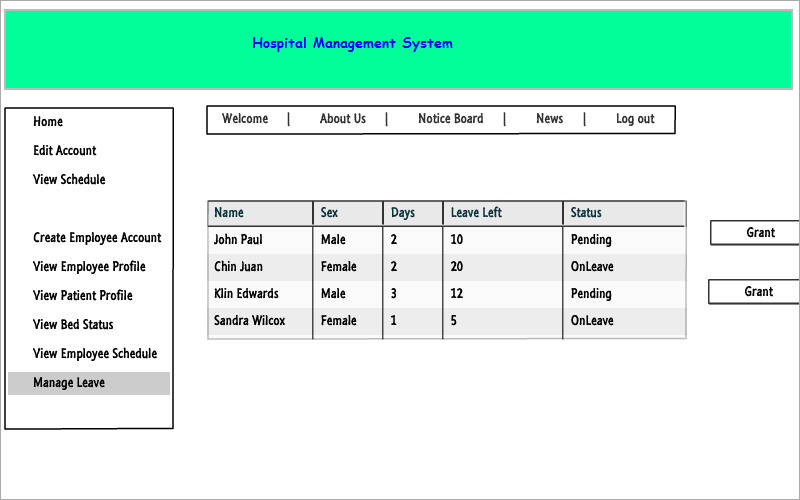 Hospital Management System
Welcome | About Us | Notice Board | News | Log out
Home
Edit Account
View Schedule
Create Employee Account
View Employee Profile
View Patient Profile
View Bed Status
View Employee Schedule
Manage Leave
Name Sex Days Leave Left Status
John Paul Male 2 10 Pending
Grant
Chin Juan Female 2 20 OnLeave
Klin Edwards Male 3 12 Pending
Grant
Sandra Wilcox Female 1 5 OnLeave